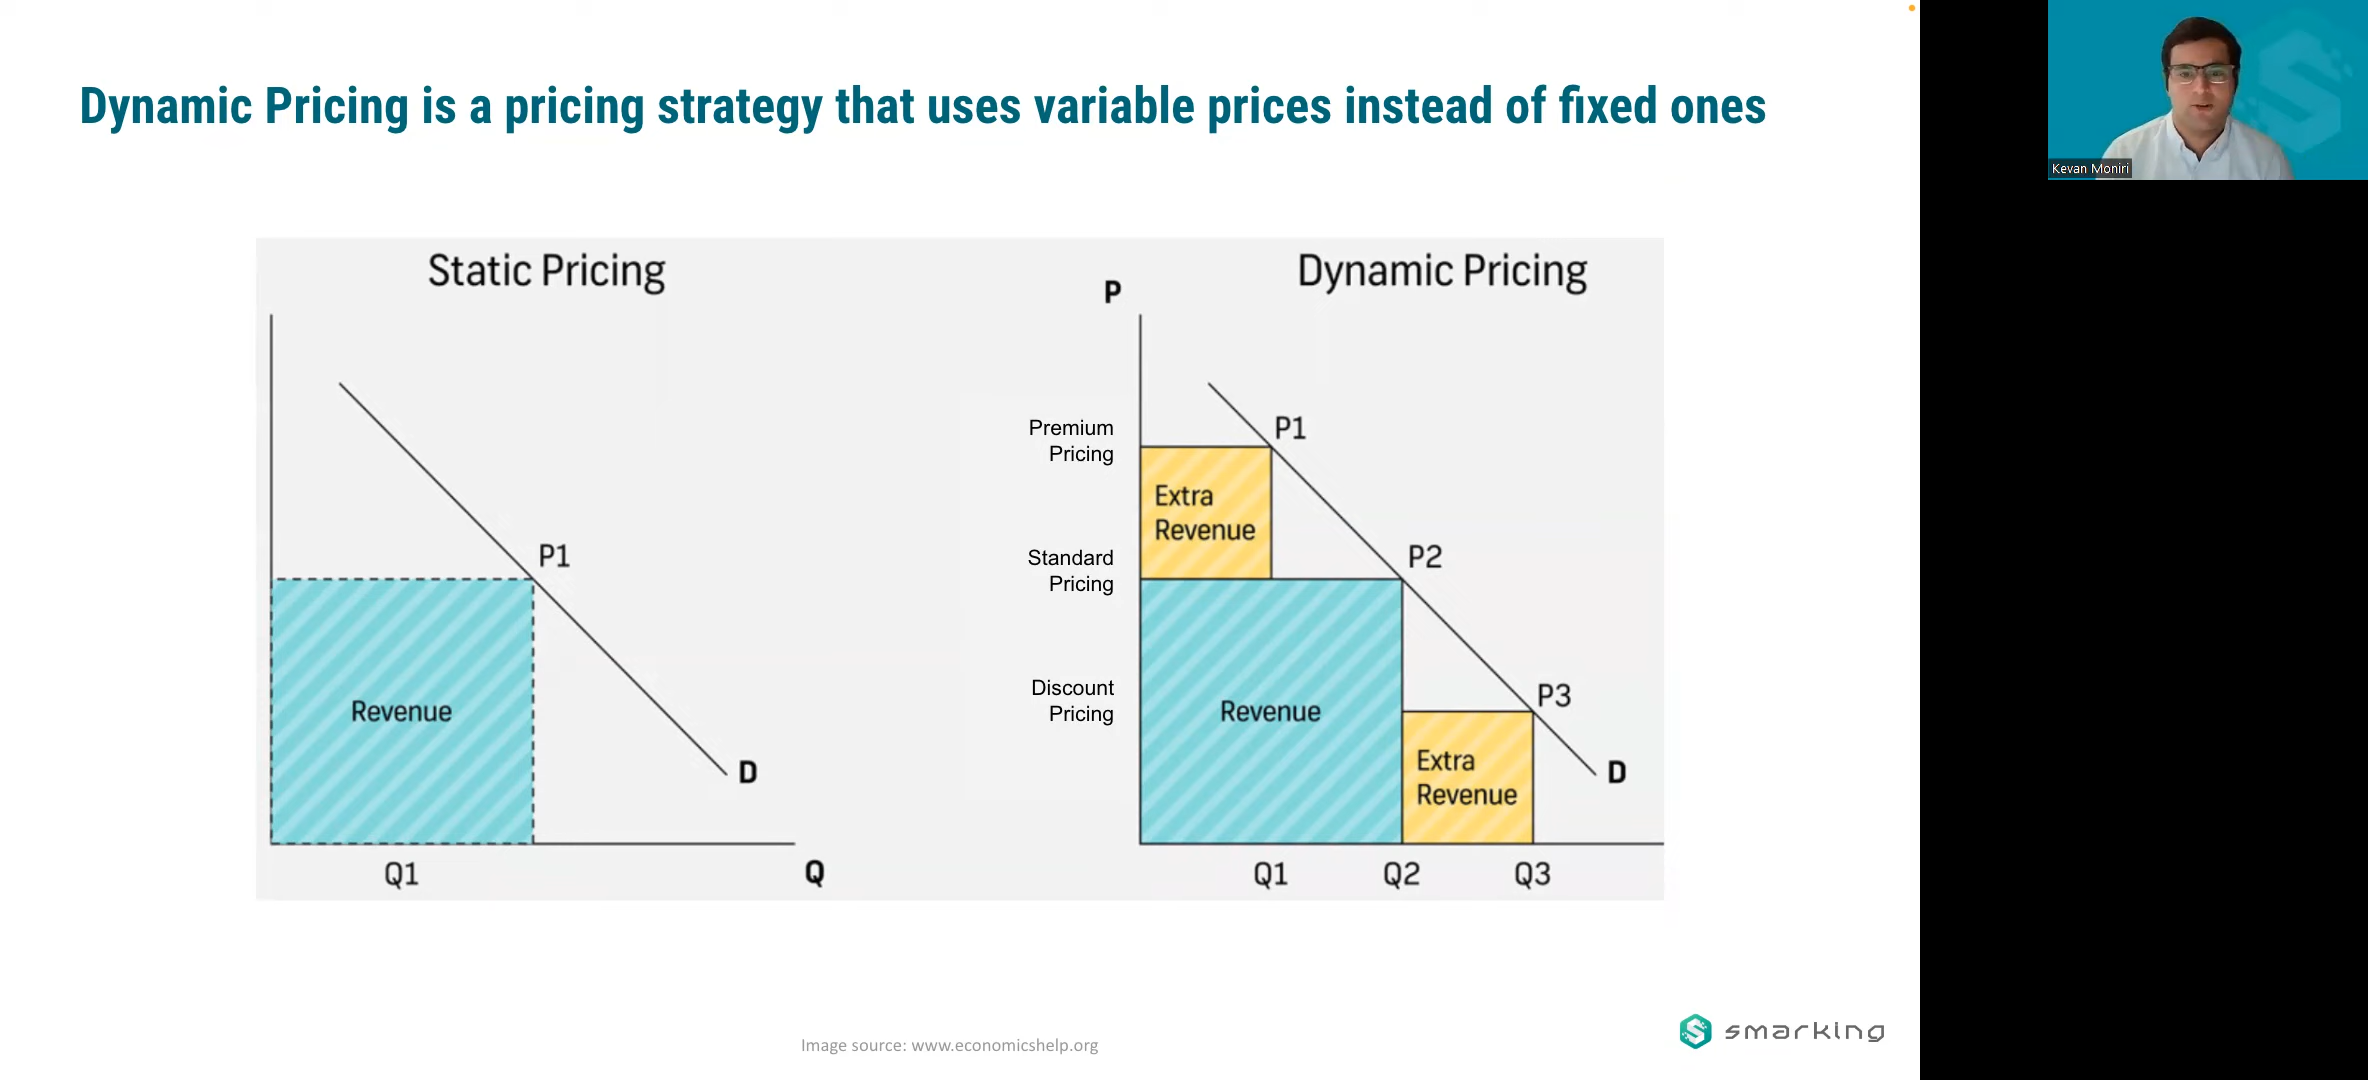 Dynamic Pricing is a pricing strategy that uses variable prices instead of fixed ones
Kevan Moniri
Static Pricing
P1
Revenue
D
Q1
Q
Dynamic Pricing
P
Premium
Pricing
P1
Extra
Revenue
Standard
Pricing
P2
Discount
Pricing
Revenue
P3
Extra
Revenue
D
Q1
Q2
Q3
smarking
Image source: www.economicshelp.org